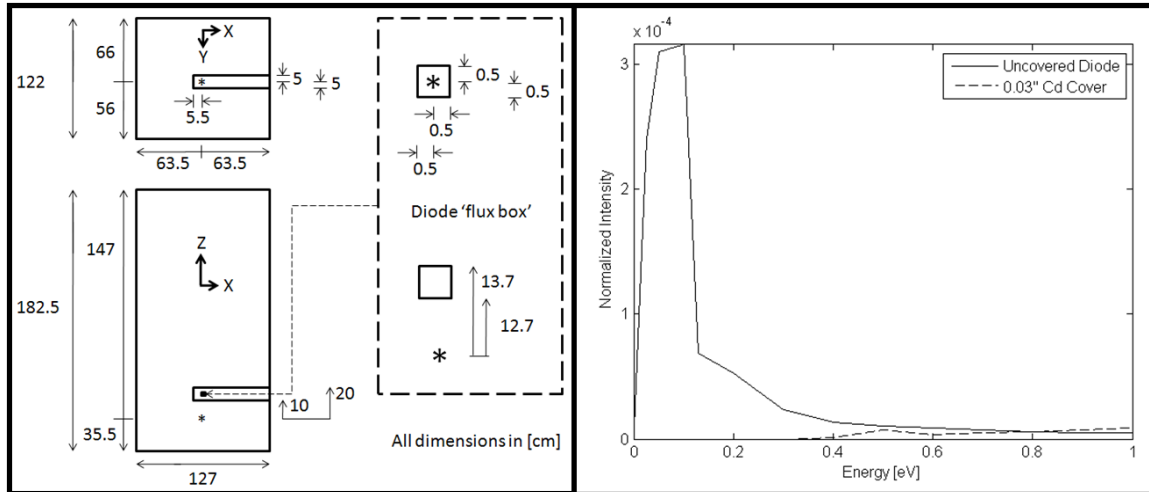 X
Y
66
122
56
5
5
5.5
63.5
63.5
*
0.5
0.5
0.5
0.5
Diode 'flux box'
13.7
12.7
*
*
147
Z
X
182.5
10
20
*
35.5
127
All dimensions in [cm]
x 10⁻⁴
3
2
1
0
Normalized Intensity
Uncovered Diode
0.03" Cd Cover
0 0.2 0.4 0.6 0.8 1
Energy [eV]